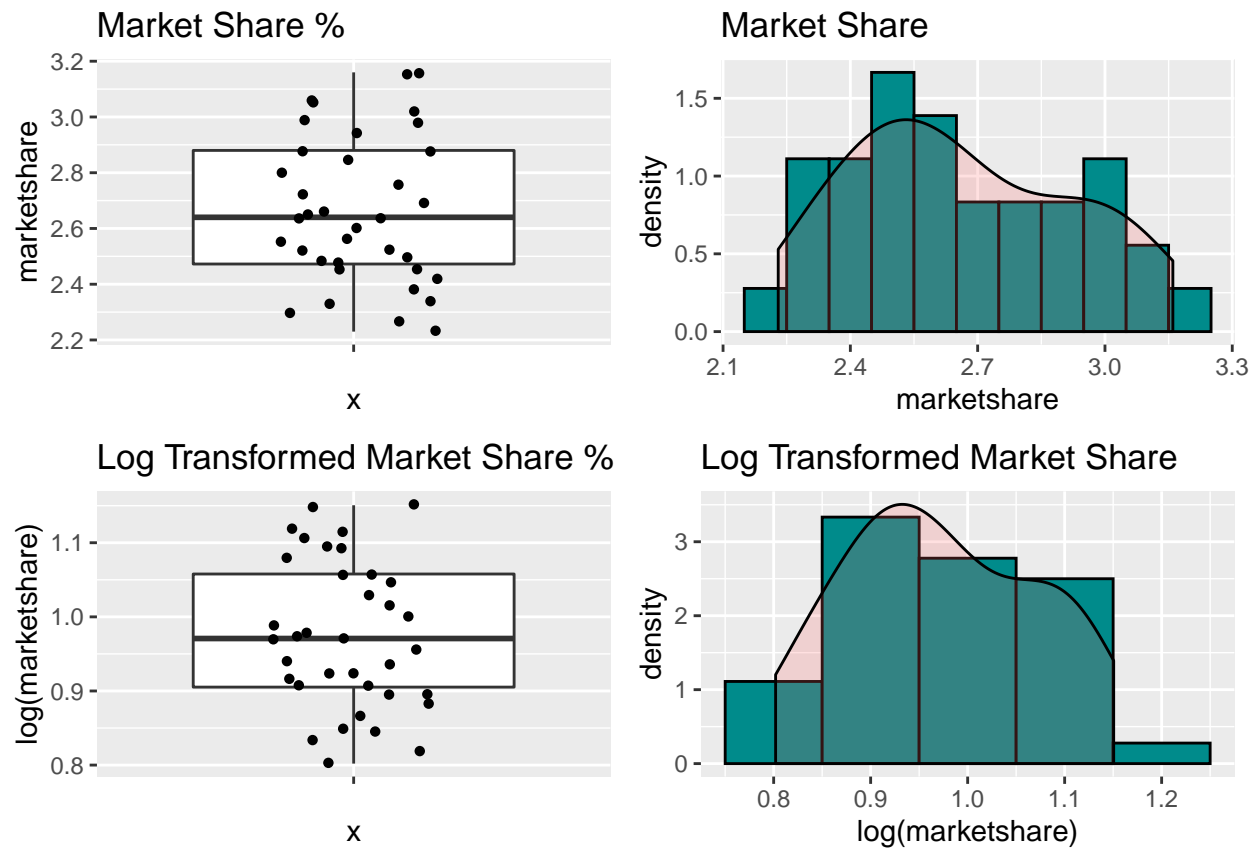 Market Share %
marketshare
3.2
3.0
2.8
2.6
2.4
2.2
x
Market Share
density
1.5
1.0
0.5
0.0
2.1 2.4 2.7 3.0 3.3
marketshare
Log Transformed Market Share %
log(marketshare)
1.1
1.0
0.9
0.8
x
Log Transformed Market Share
density
3
2
1
0
0.8 0.9 1.0 1.1 1.2
log(marketshare)